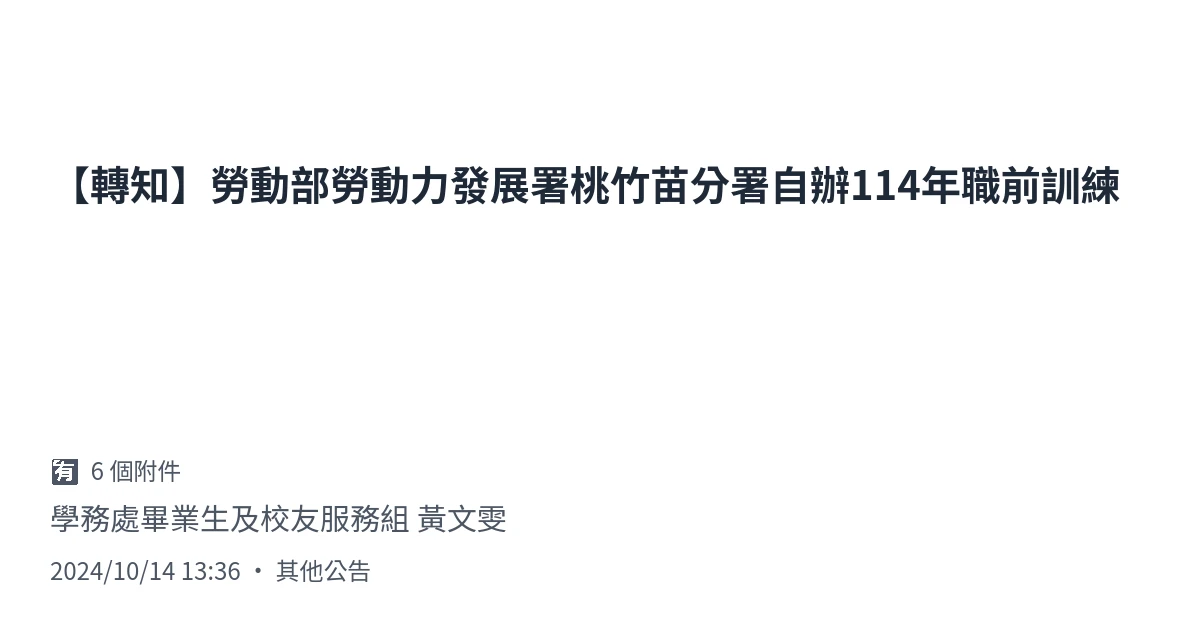 【轉知】勞動部勞動力發展署桃竹苗分署自辦114年職前訓練
有 6 個附件
學務處畢業生及校友服務組 黃文雯
2024/10/14 13:36 • 其他公告